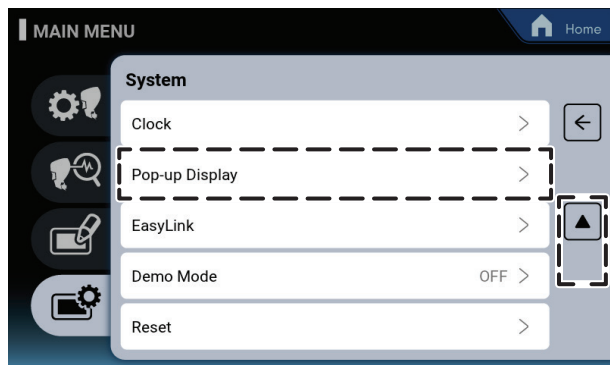 MAIN MENU
Home
System
Clock
Pop-up Display
EasyLink
Demo Mode OFF
Reset